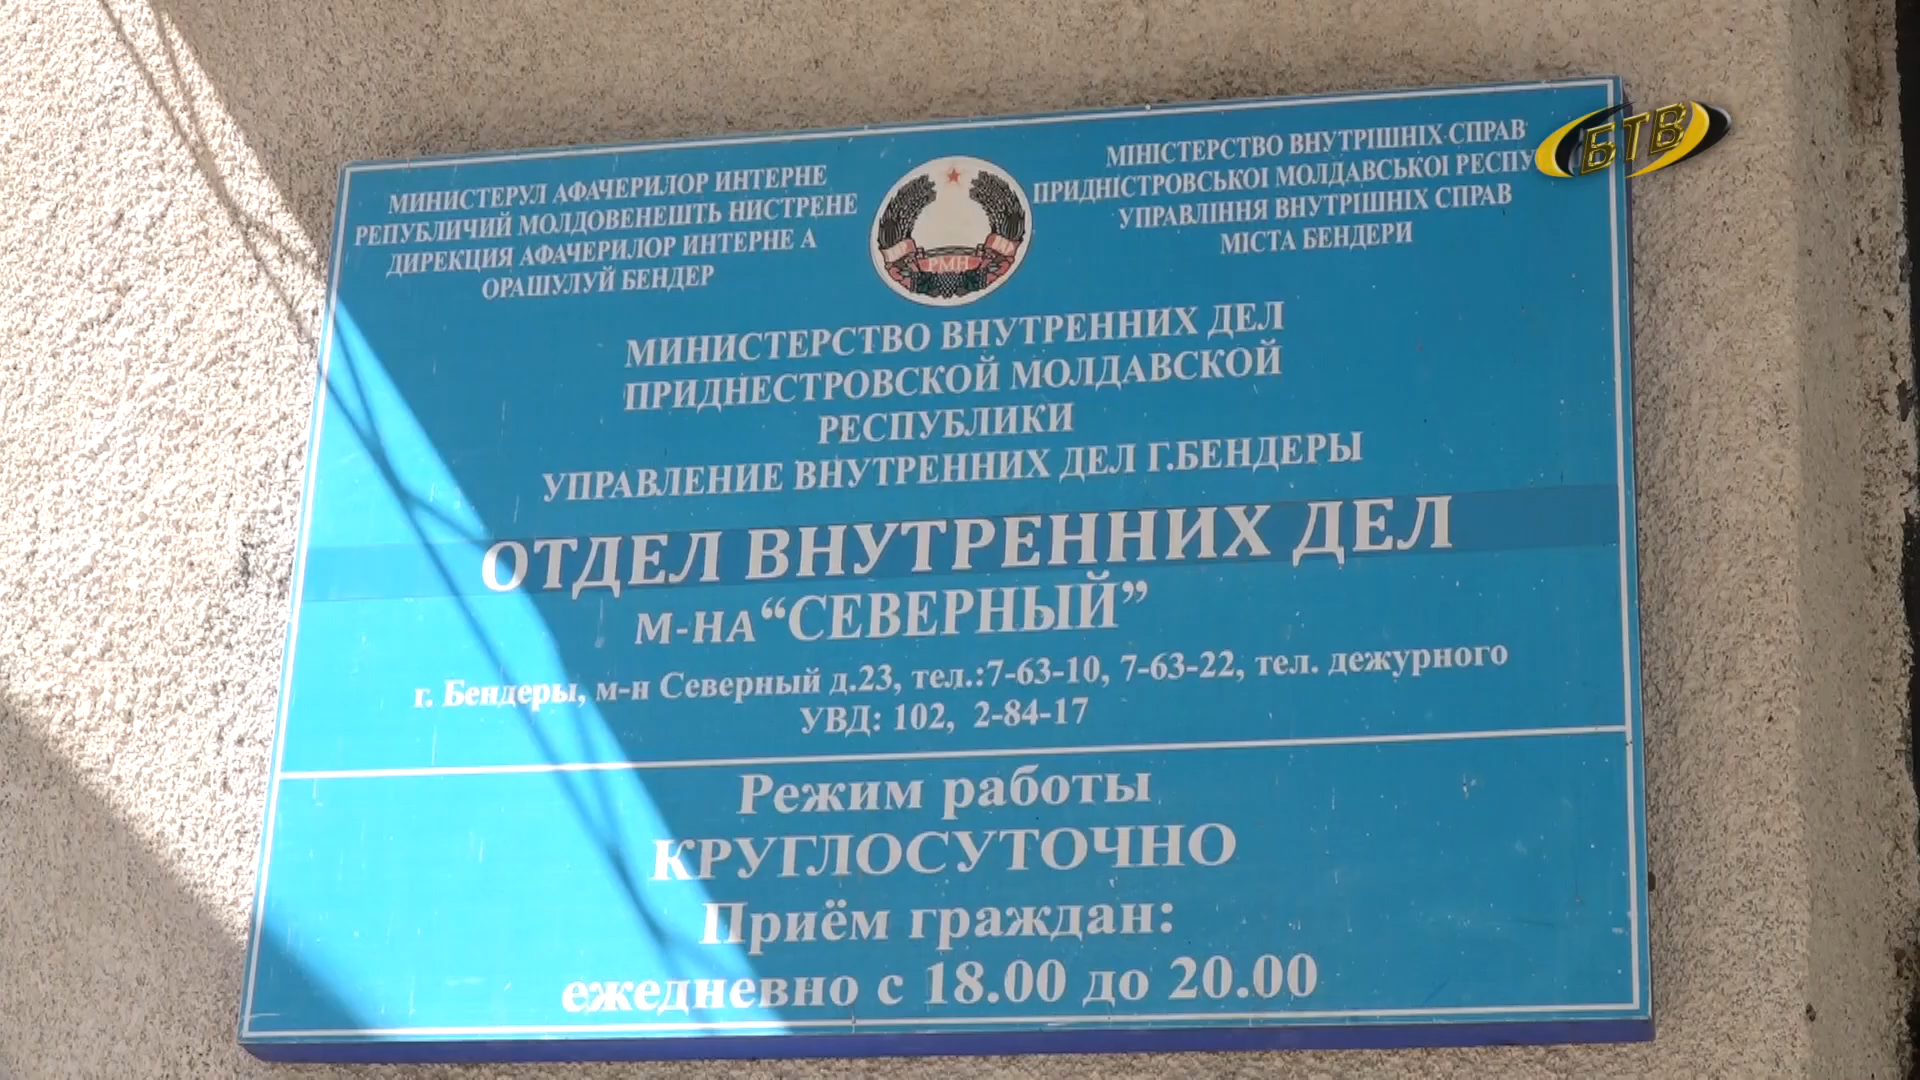 МИНИСТЕРУЛ АФАЧЕРИЛОР ИНТЕРНЕ
РЕПУБЛИЧИЙ МОЛДОВЕНЕШТЬ НИСТРЕНЕ
ДИРЕКЦИЯ АФАЧЕРИЛОР ИНТЕРНЕ А
ОРАШУЛУЙ БЕНДЕР
РМН
МІНІСТЕРСТВО ВНУТРІШНІХ СПРАВ
ПРИДНІСТРОВСЬКОІ МОЛДАВСЬКОІ РЕСПУ
УПРАВЛІННЯ ВНУТРІШНІХ СПРАВ
МІСТА БЕНДЕРИ
БТВ
МИНИСТЕРСТВО ВНУТРЕННИХ ДЕЛ
ПРИДНЕСТРОВСКОЙ МОЛДАВСКОЙ
РЕСПУБЛИКИ
УПРАВЛЕНИЕ ВНУТРЕННИХ ДЕЛ Г.БЕНДЕРЫ
ОТДЕЛ ВНУТРЕННИХ ДЕЛ
М-НА “СЕВЕРНЫЙ”
г. Бендеры, м-н Северный д.23, тел.:7-63-10, 7-63-22, тел. дежурного
УВД: 102, 2-84-17
Режим работы
КРУГЛОСУТОЧНО
Приём граждан:
ежедневно с 18.00 до 20.00